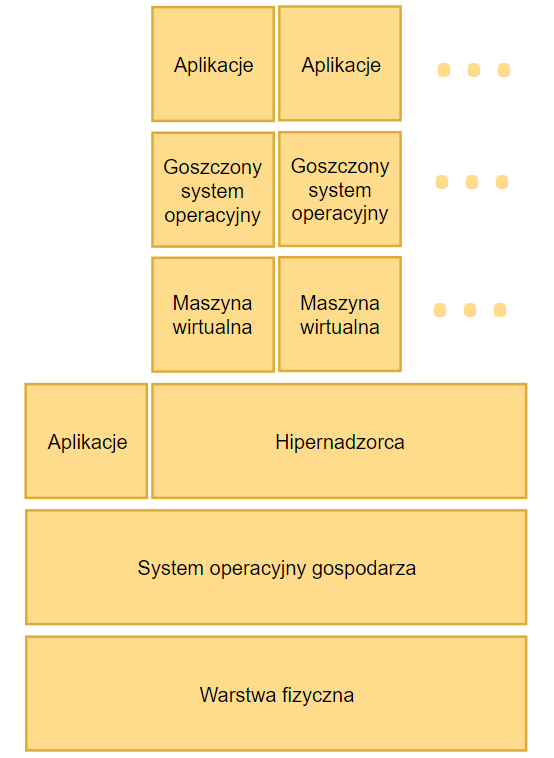 Aplikacje
Aplikacje
Goszczony
system
operacyjny
Goszczony
system
operacyjny
Maszyna
wirtualna
Maszyna
wirtualna
Aplikacje
Hipernadzorca
System operacyjny gospodarza
Warstwa fizyczna